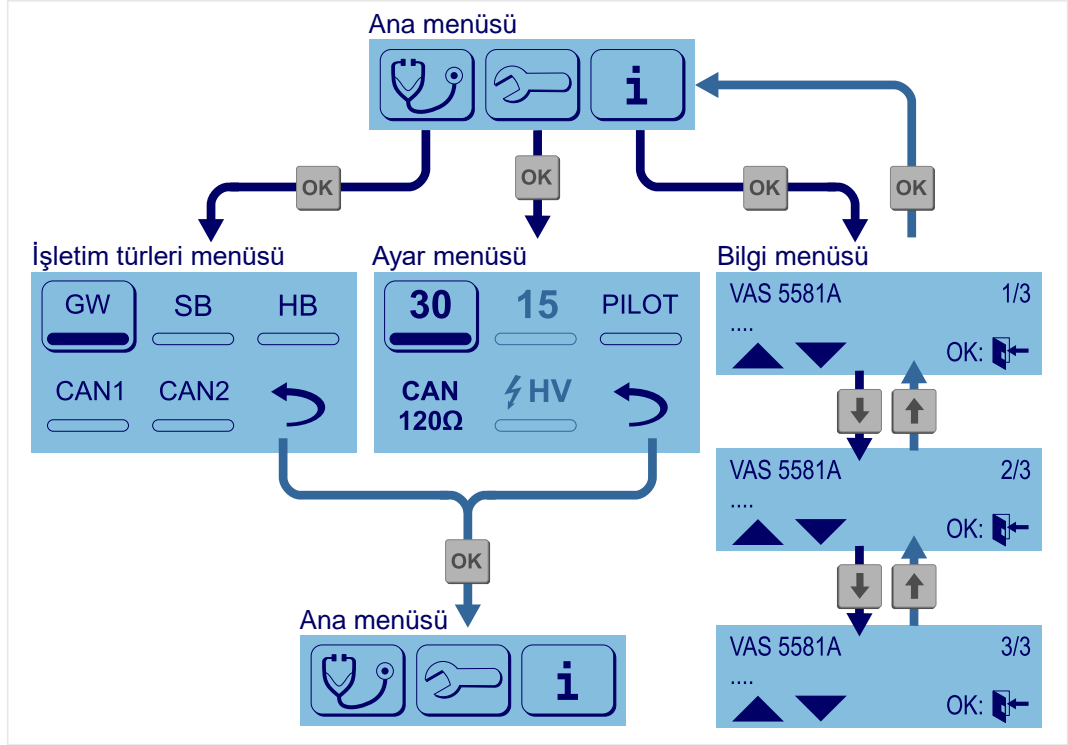 Ana menüsü
i
OK
OK
OK
OK
İşletim türleri menüsü
GW SB HB
CAN1 CAN2
Ayar menüsü
30 15 PILOT
CAN HV
120Ω
Bilgi menüsü
VAS 5581A 1/3
....
OK:
VAS 5581A 2/3
....
OK:
VAS 5581A 3/3
....
OK:
OK
Ana menüsü
i